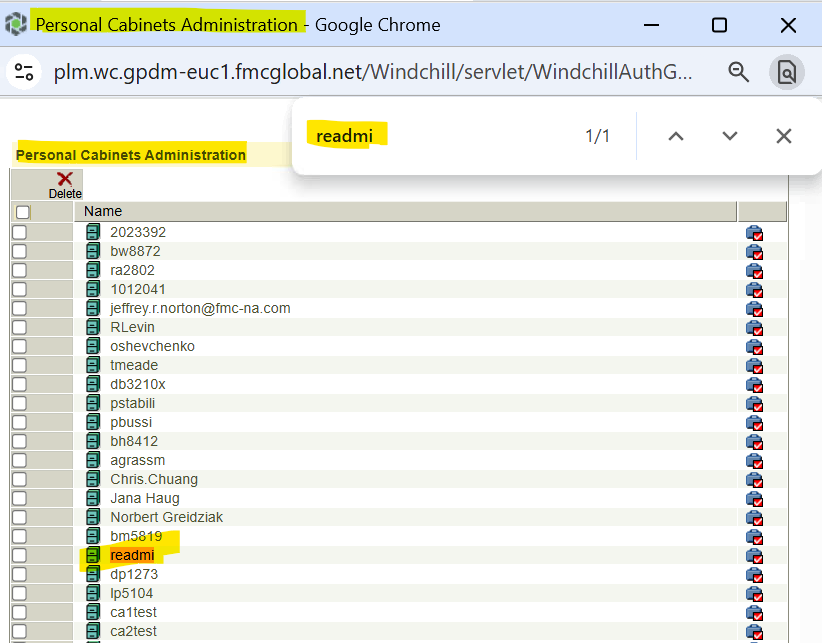 Personal Cabinets Administration - Google Chrome
plm.wc.gpdm-euc1.fmcglobal.net/Windchill/servlet/WindchillAuthG...
readmi 1/1
Personal Cabinets Administration
Delete
Name
2023392
bw8872
ra2802
1012041
jeffrey.r.norton@fmc-na.com
RLevin
oshevchenko
tmeade
db3210x
pstabili
pbussi
bh8412
agrassm
Chris.Chuang
Jana Haug
Norbert Greidziak
bm5819
readmi
dp1273
lp5104
ca1test
ca2test